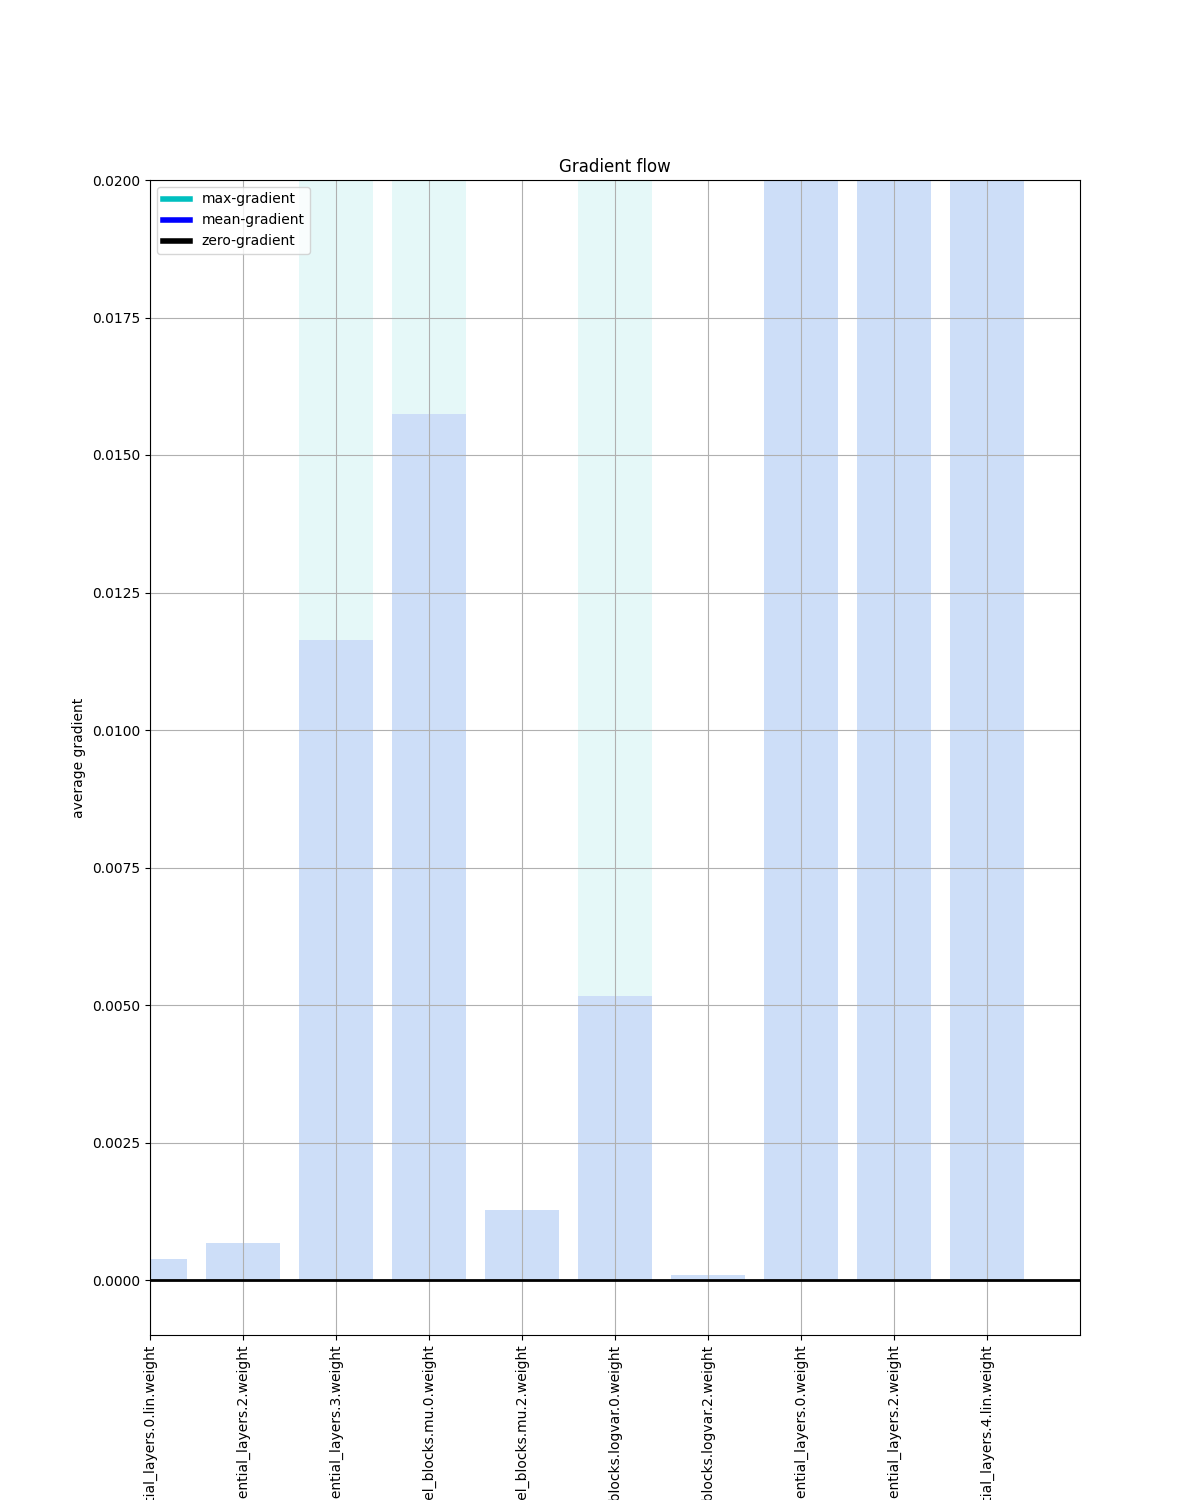 Gradient flow
max-gradient
mean-gradient
zero-gradient
0.0200
0.0175
0.0150
0.0125
0.0100
0.0075
0.0050
0.0025
0.0000
average gradient
tial_layers.0.lin.weight
ential_layers.2.weight
ential_layers.3.weight
el_blocks.mu.0.weight
el_blocks.mu.2.weight
blocks.logvar.0.weight
blocks.logvar.2.weight
ential_layers.0.weight
ential_layers.2.weight
tial_layers.4.lin.weight